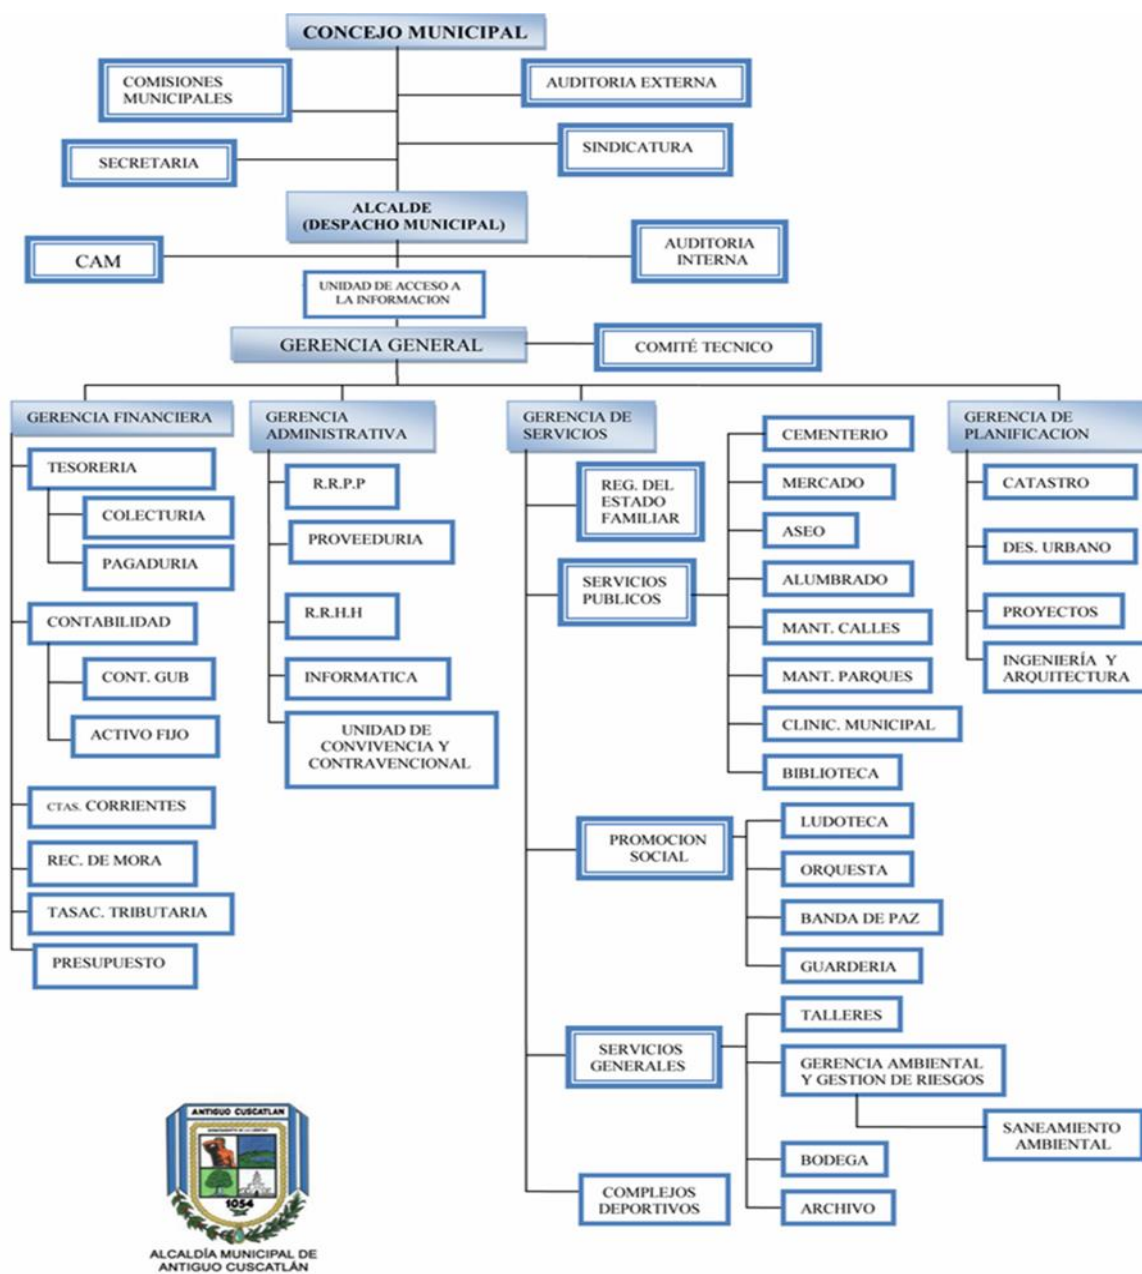 CONCEJO MUNICIPAL
COMISIONES
MUNICIPALES
AUDITORIA EXTERNA
SECRETARIA
SINDICATURA
ALCALDE
(DESPACHO MUNICIPAL)
CAM
AUDITORIA
INTERNA
UNIDAD DE ACCESO A
LA INFORMACION
GERENCIA GENERAL
COMITÉ TECNICO
GERENCIA FINANCIERA
TESORERIA
COLECTURIA
PAGADURIA
CONTABILIDAD
CONT. GUB
ACTIVO FIJO
CTAS. CORRIENTES
REC. DE MORA
TASAC. TRIBUTARIA
PRESUPUESTO
GERENCIA
ADMINISTRATIVA
R.R.P.P
PROVEEDURIA
R.R.H.H
INFORMATICA
UNIDAD DE
CONVIVENCIA Y
CONTRAVENCIONAL
GERENCIA DE
SERVICIOS
REG. DEL
ESTADO
FAMILIAR
SERVICIOS
PUBLICOS
CEMENTERIO
MERCADO
ASEO
ALUMBRADO
MANT. CALLES
MANT. PARQUES
CLINIC. MUNICIPAL
BIBLIOTECA
PROMOCION
SOCIAL
LUDOTECA
ORQUESTA
BANDA DE PAZ
GUARDERIA
SERVICIOS
GENERALES
TALLERES
GERENCIA AMBIENTAL
Y GESTION DE RIESGOS
SANEAMIENTO
AMBIENTAL
BODEGA
ARCHIVO
COMPLEJOS
DEPORTIVOS
GERENCIA DE
PLANIFICACION
CATASTRO
DES. URBANO
PROYECTOS
INGENIERÍA Y
ARQUITECTURA
ANTIGUO CUSCATLAN
1054
ALCALDÍA MUNICIPAL DE
ANTIGUO CUSCATLÁN